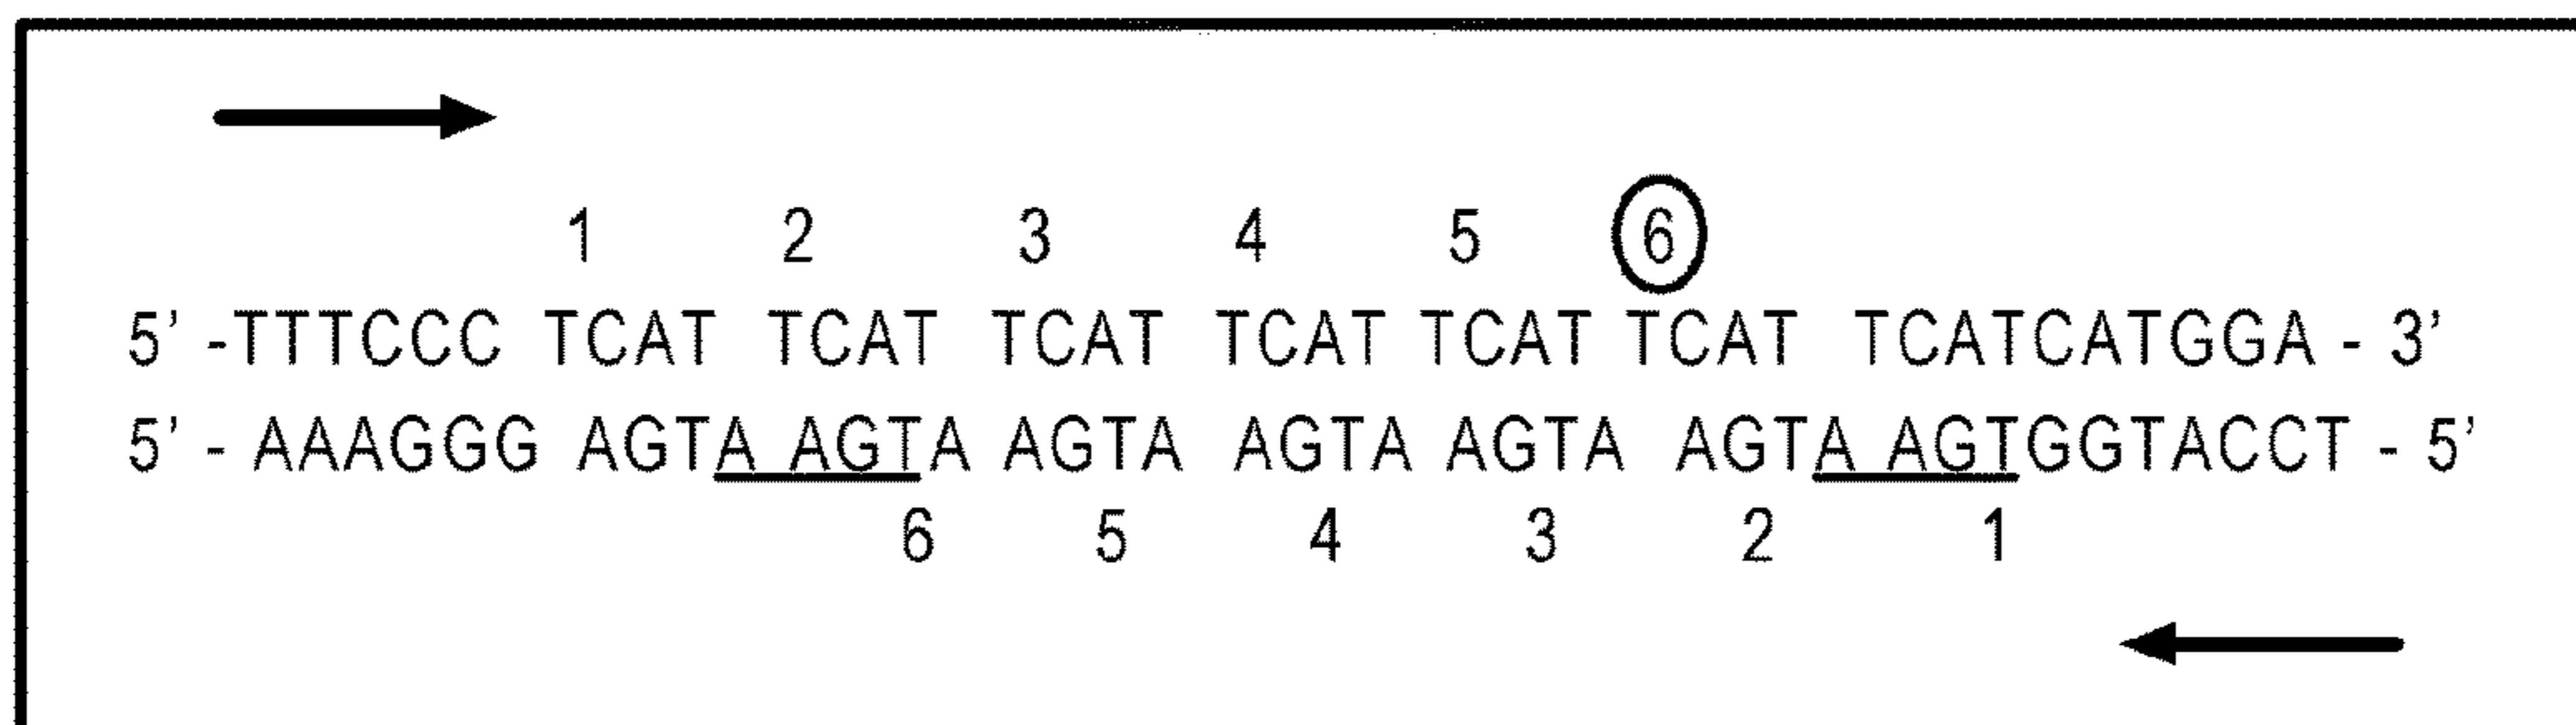 1 2 3 4 5 6
5' -TTTCCC TCAT TCAT TCAT TCAT TCAT TCAT TCATCATGGA - 3'
5' - AAAGGG AGTA AGTA AGTA AGTA AGTA AGTA AGTGGTACCT - 5'
6 5 4 3 2 1